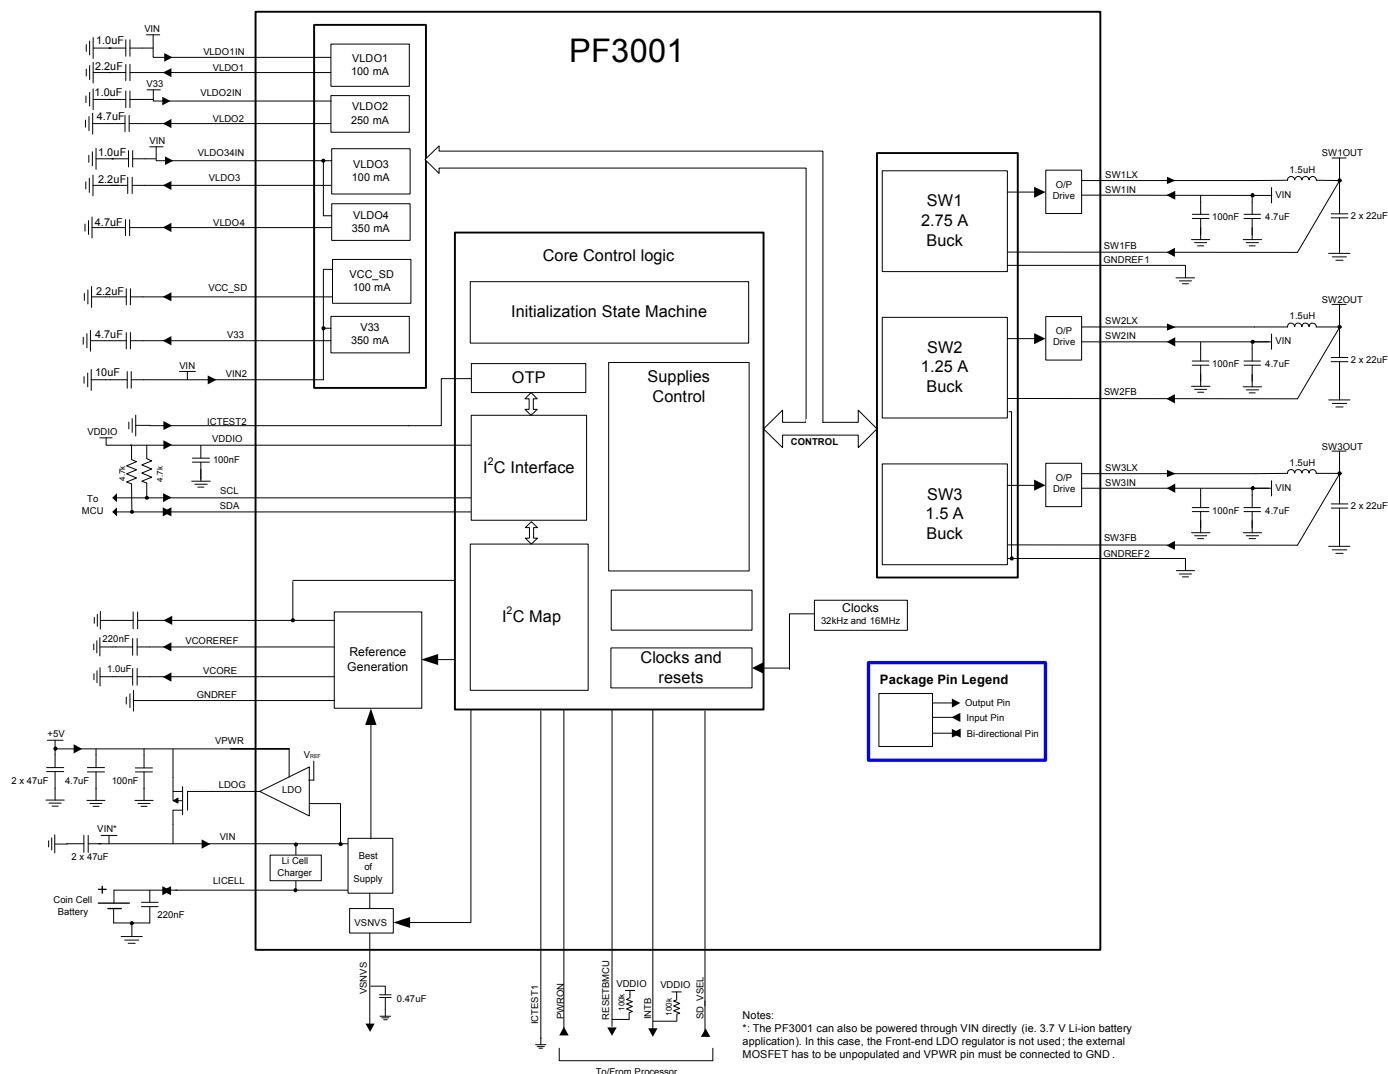 PF3001
VIN
1.0uF
VLDO1IN
2.2uF
VLDO1
VLDO1
100 mA
1.0uF
V33
VLDO2IN
4.7uF
VLDO2
VLDO2
250 mA
1.0uF
VIN
VLDO34IN
2.2uF
VLDO3
VLDO3
100 mA
4.7uF
VLDO4
VLDO4
350 mA
2.2uF
VCC_SD
VCC_SD
100 mA
4.7uF
V33
V33
350 mA
10uF
VIN
VIN2
Core Control logic
Initialization State Machine
OTP
Supplies
Control
I2C Interface
I2C Map
Clocks and
resets
ICTEST2
VDDIO
VDDIO
4.7k
4.7k
100nF
To
MCU
SCL
SDA
CONTROL
SW1
2.75 A
Buck
O/P
Drive
SW1LX
SW1IN
1.5uH
SW1OUT
VIN
100nF
4.7uF
2 x 22uF
SW1FB
GNDREF1
SW2
1.25 A
Buck
O/P
Drive
SW2LX
SW2IN
1.5uH
SW2OUT
VIN
100nF
4.7uF
2 x 22uF
SW2FB
SW3
1.5 A
Buck
O/P
Drive
SW3LX
SW3IN
1.5uH
SW3OUT
VIN
100nF
4.7uF
2 x 22uF
SW3FB
GNDREF2
Clocks
32kHz and 16MHz
220nF
VCOREREF
1.0uF
VCORE
GNDREF
Reference
Generation
Package Pin Legend
Output Pin
Input Pin
Bi-directional Pin
+5V
VPWR
2 x 47uF
4.7uF
100nF
LDOG
LDO
VREF
VIN*
VIN
2 x 47uF
Li Cell
Charger
Best
of
Supply
LICELL
+
Coin Cell
Battery
220nF
VSNVS
VSNVS
0.47uF
ICTEST1
PWRON
RESETBMCU
VDDIO
100k
INTB
VDDIO
100k
SD_VSEL
To/From Processor
Notes:
*: The PF3001 can also be powered through VIN directly (ie. 3.7 V Li-ion battery
application). In this case, the Front-end LDO regulator is not used; the external
MOSFET has to be unpopulated and VPWR pin must be connected to GND .